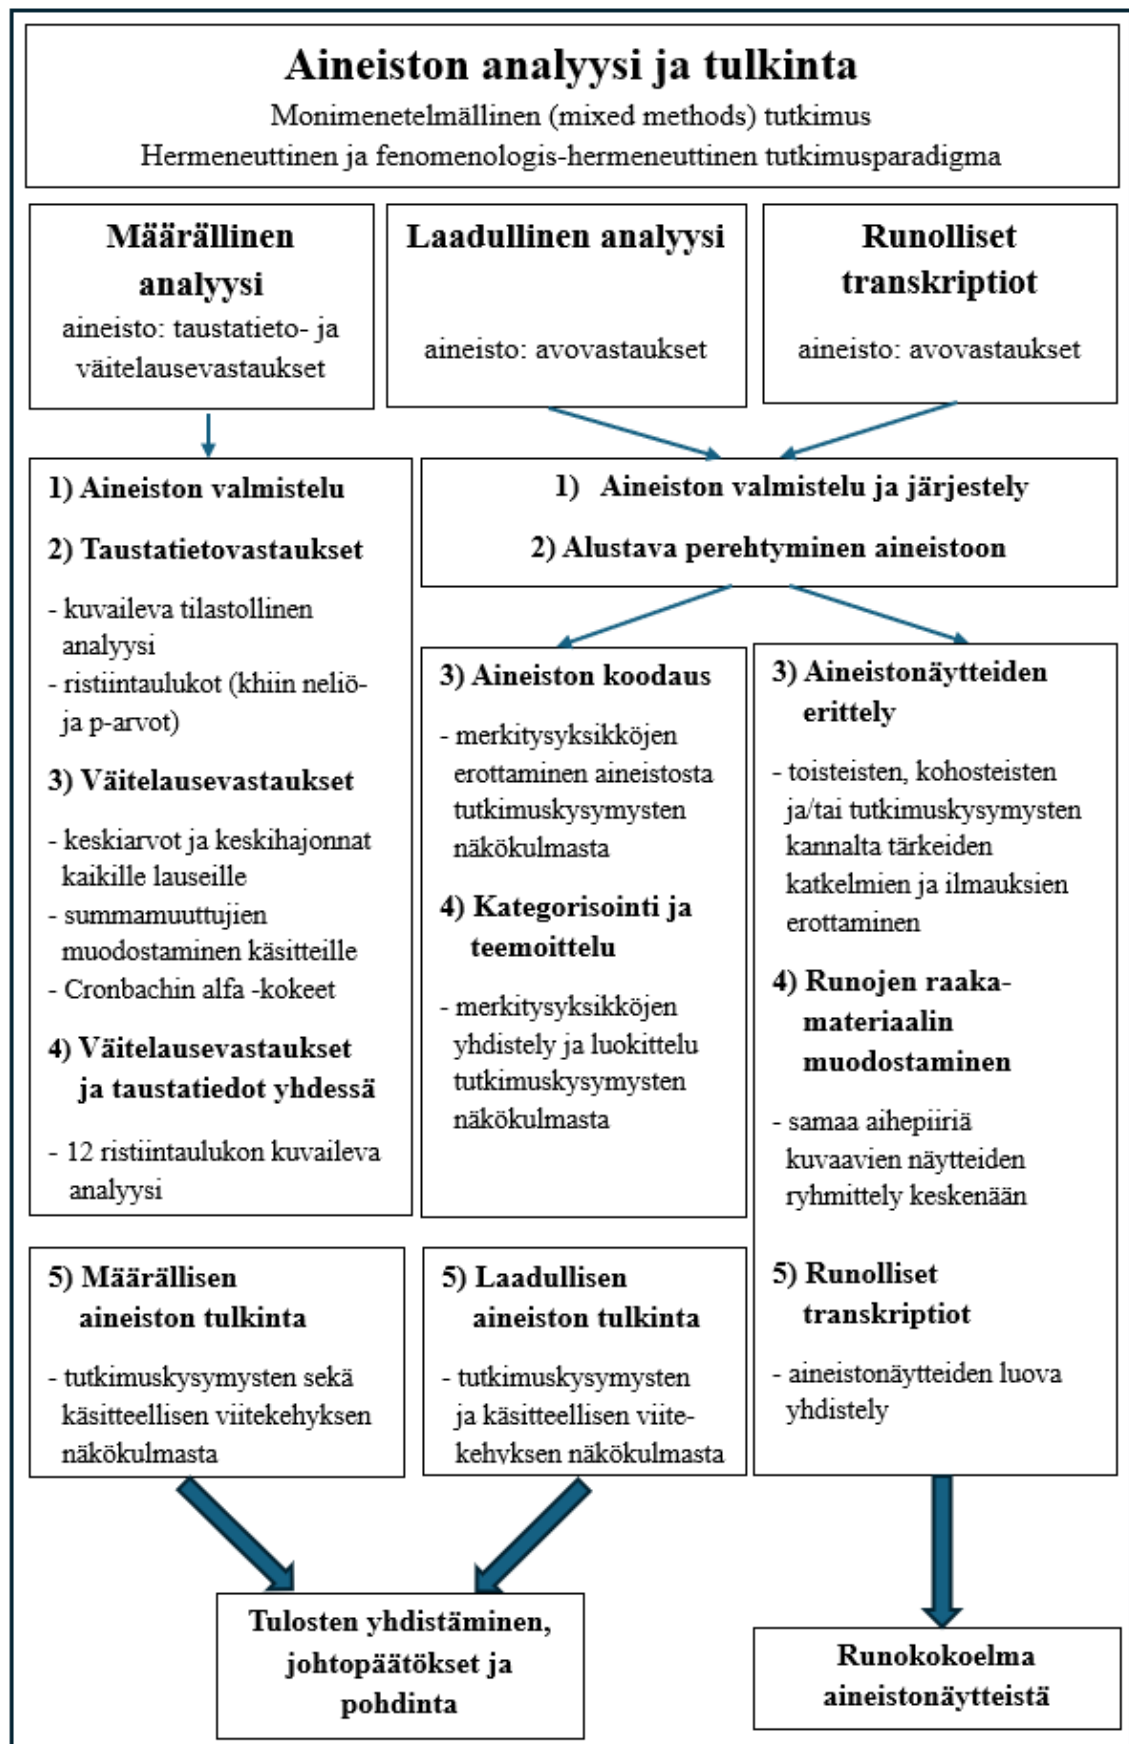 Aineiston analyysi ja tulkinta
Monimenetelmällinen (mixed methods) tutkimus
Hermeneuttinen ja fenomenologis-hermeneuttinen tutkimusparadigma
Määrällinen
analyysi
aineisto: taustatieto- ja
väitelausevastaukset
Laadullinen analyysi
aineisto: avovastaukset
Runolliset
transkriptiot
aineisto: avovastaukset
1) Aineiston valmistelu
2) Taustatietovastaukset
- kuvaileva tilastollinen
analyysi
- ristiintaulukot (khiin neliö-
ja p-arvot)
3) Väitelausevastaukset
- keskiarvot ja keskihajonnat
kaikille lauseille
- summamuuttujien
muodostaminen käsitteille
- Cronbachin alfa -kokeet
4) Väitelausevastaukset
ja taustatiedot yhdessä
- 12 ristiintaulukon kuvaileva
analyysi
1) Aineiston valmistelu ja järjestely
2) Alustava perehtyminen aineistoon
3) Aineiston koodaus
- merkitysyksikköjen
erottaminen aineistosta
tutkimuskysymysten
näkökulmasta
4) Kategorisointi ja
teemoittelu
- merkitysyksikköjen
yhdistely ja luokittelu
tutkimuskysymysten
näkökulmasta
3) Aineistonäytteiden
erittely
- toisteisten, kohosteisten
ja/tai tutkimuskysymysten
kannalta tärkeiden
katkelmien ja ilmauksien
erottaminen
4) Runojen raaka-
materiaalin
muodostaminen
- samaa aihepiiriä
kuvaavien näytteiden
ryhmittely keskenään
5) Runolliset
transkriptiot
- aineistonäytteiden luova
yhdistely
5) Määrällisen
aineiston tulkinta
- tutkimuskysymysten sekä
käsitteellisen viitekehyksen
näkökulmasta
5) Laadullisen
aineiston tulkinta
- tutkimuskysymysten
ja käsitteellisen viite-
kehyksen näkökulmasta
Tulosten yhdistäminen,
johtopäätökset ja
pohdinta
Runokokoelma
aineistonäytteistä